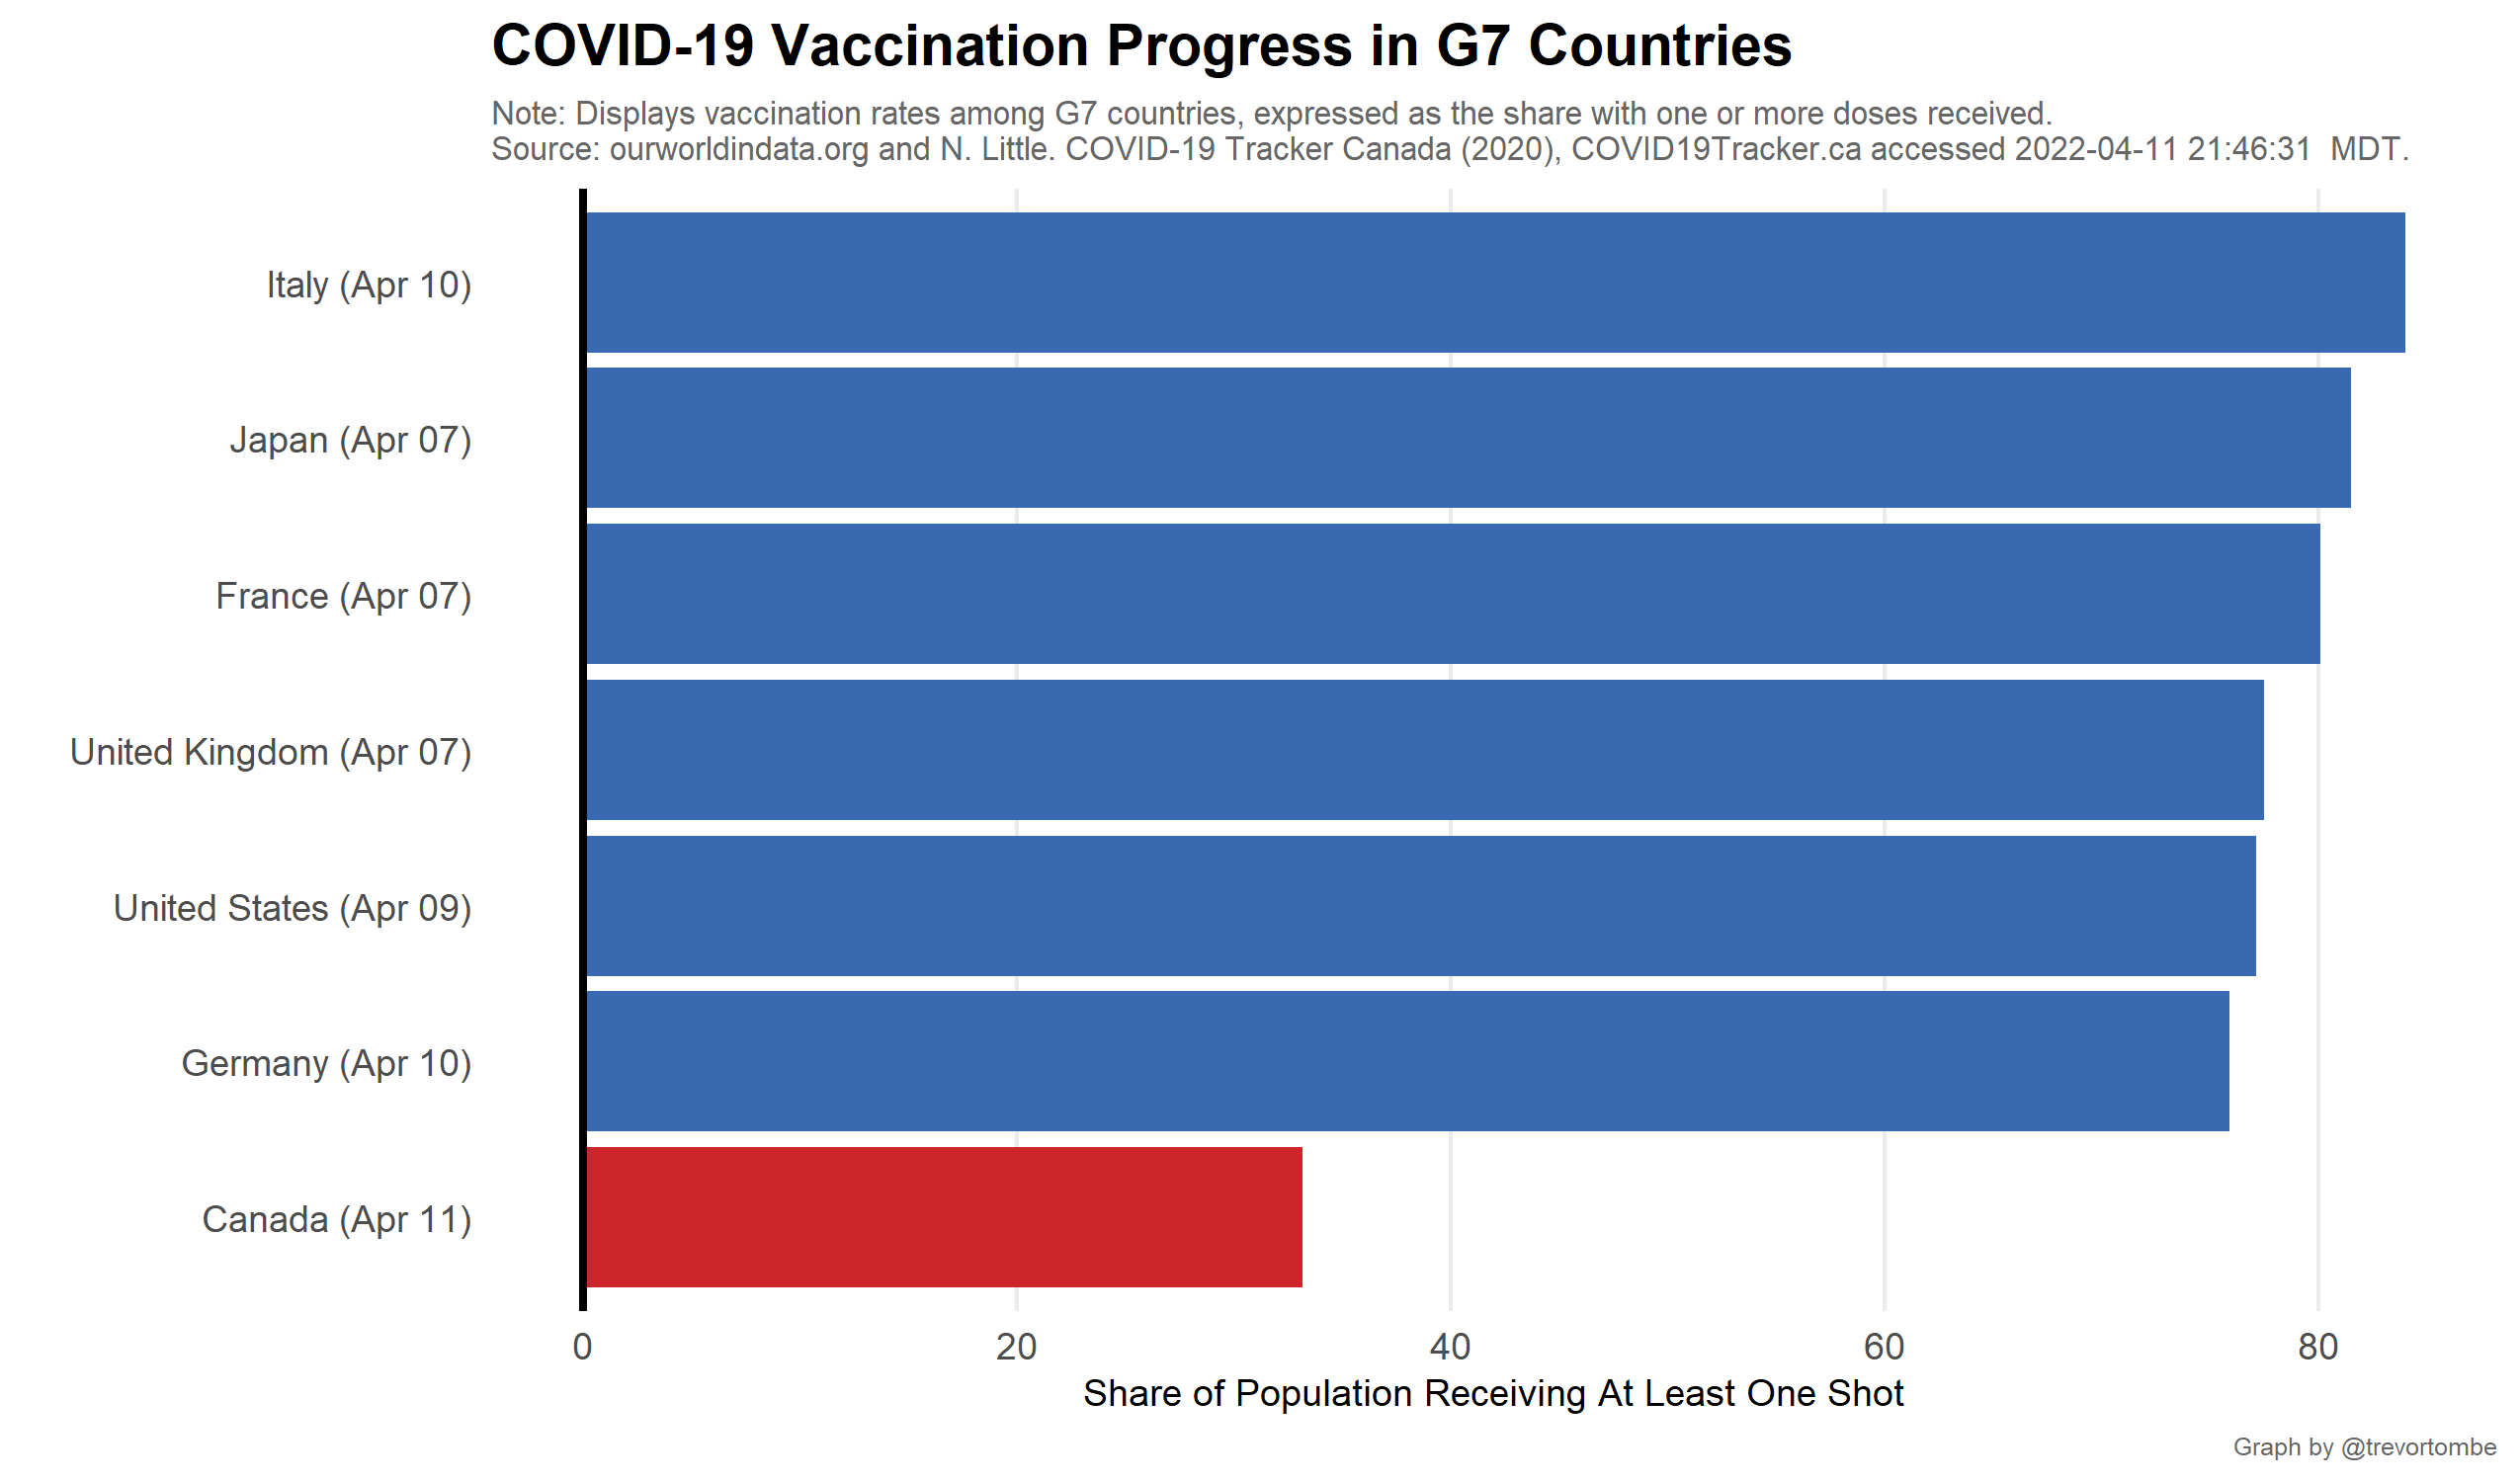 COVID-19 Vaccination Progress in G7 Countries
Note: Displays vaccination rates among G7 countries, expressed as the share with one or more doses received.
Source: ourworldindata.org and N. Little. COVID-19 Tracker Canada (2020), COVID19Tracker.ca accessed 2022-04-11 21:46:31  MDT.
Italy (Apr 10)
Japan (Apr 07)
France (Apr 07)
United Kingdom (Apr 07)
United States (Apr 09)
Germany (Apr 10)
Canada (Apr 11)
0 20 40 60 80
Share of Population Receiving At Least One Shot
Graph by @trevortombe